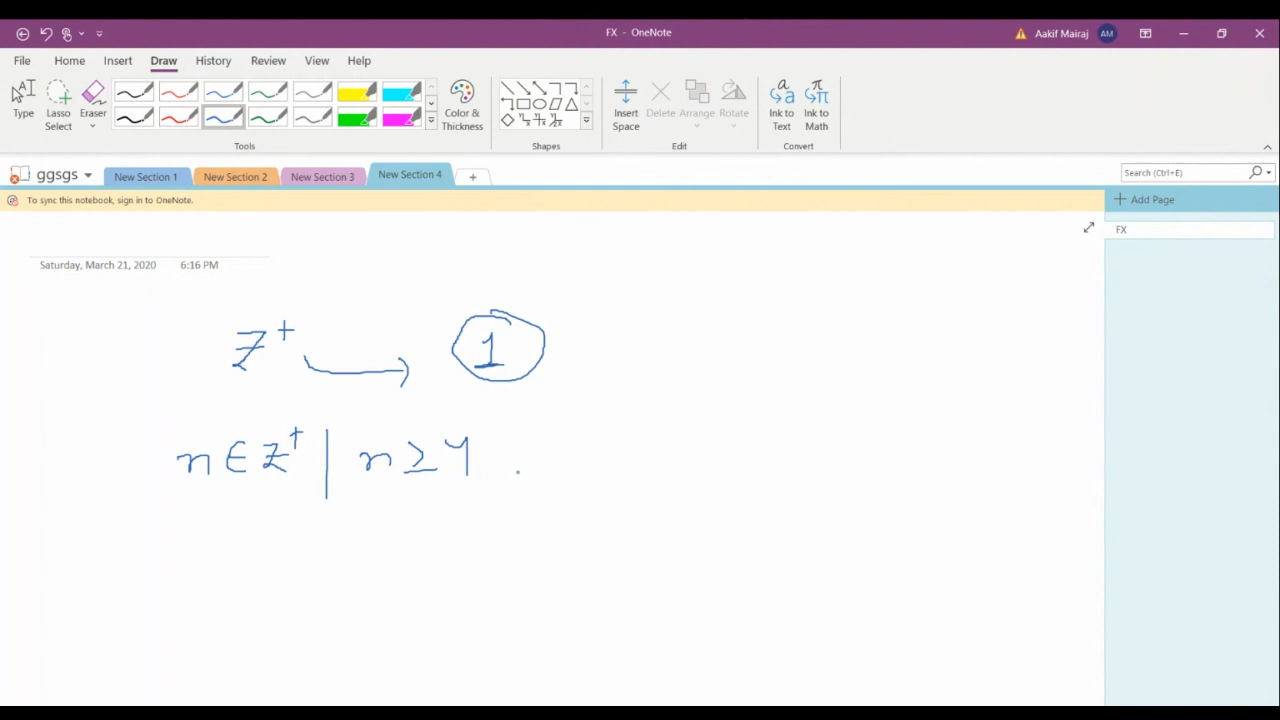 FX - OneNote
Aakif Mairaj AM
File Home Insert Draw History Review View Help
Type
Lasso Select
Eraser
Color & Thickness
Insert Space
Delete
Arrange
Rotate
Ink to Text
Ink to Math
Tools
Shapes
Edit
Convert
ggsgs
New Section 1
New Section 2
New Section 3
New Section 4
Search (Ctrl+E)
To sync this notebook, sign in to OneNote.
Add Page
FX
Saturday, March 21, 2020 6:16 PM
Z⁺ → 1
n ∈ Z⁺ | n ≥ 4